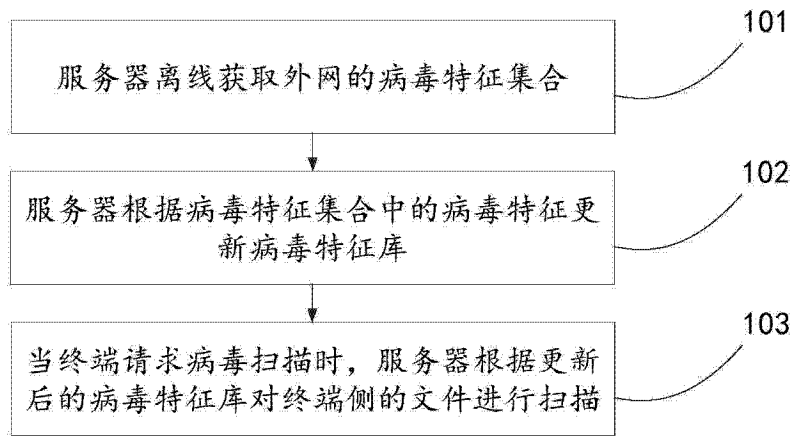 101
服务器离线获取外网的病毒特征集合
102
服务器根据病毒特征集合中的病毒特征更
新病毒特征库
103
当终端请求病毒扫描时，服务器根据更新
后的病毒特征库对终端侧的文件进行扫描